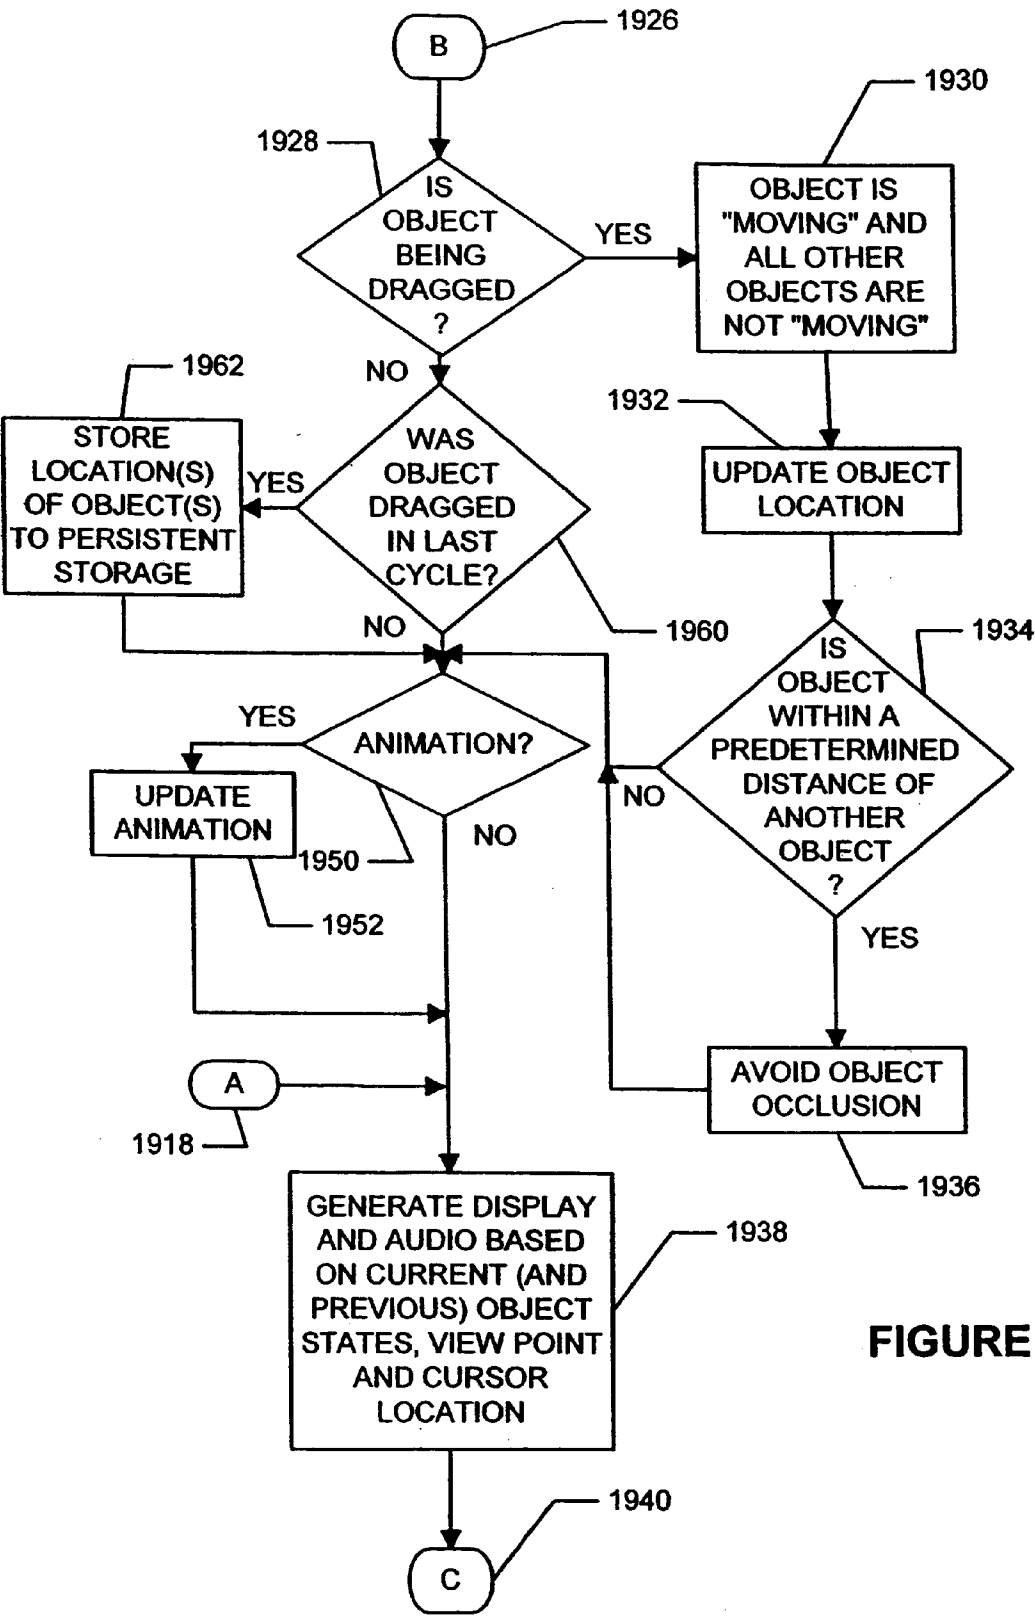 B
1926
1928
IS
OBJECT
BEING
DRAGGED
?
YES
NO
1930
OBJECT IS
"MOVING" AND
ALL OTHER
OBJECTS ARE
NOT "MOVING"
1932
UPDATE OBJECT
LOCATION
1962
STORE
LOCATION(S)
OF OBJECT(S)
TO PERSISTENT
STORAGE
YES
WAS
OBJECT
DRAGGED
IN LAST
CYCLE?
NO
1960
1934
IS
OBJECT
WITHIN A
PREDETERMINED
DISTANCE OF
ANOTHER
OBJECT
?
NO
YES
YES
ANIMATION?
NO
1950
UPDATE
ANIMATION
1952
AVOID OBJECT
OCCLUSION
1936
A
1918
GENERATE DISPLAY
AND AUDIO BASED
ON CURRENT (AND
PREVIOUS) OBJECT
STATES, VIEW POINT
AND CURSOR
LOCATION
1938
FIGURE
1940
C